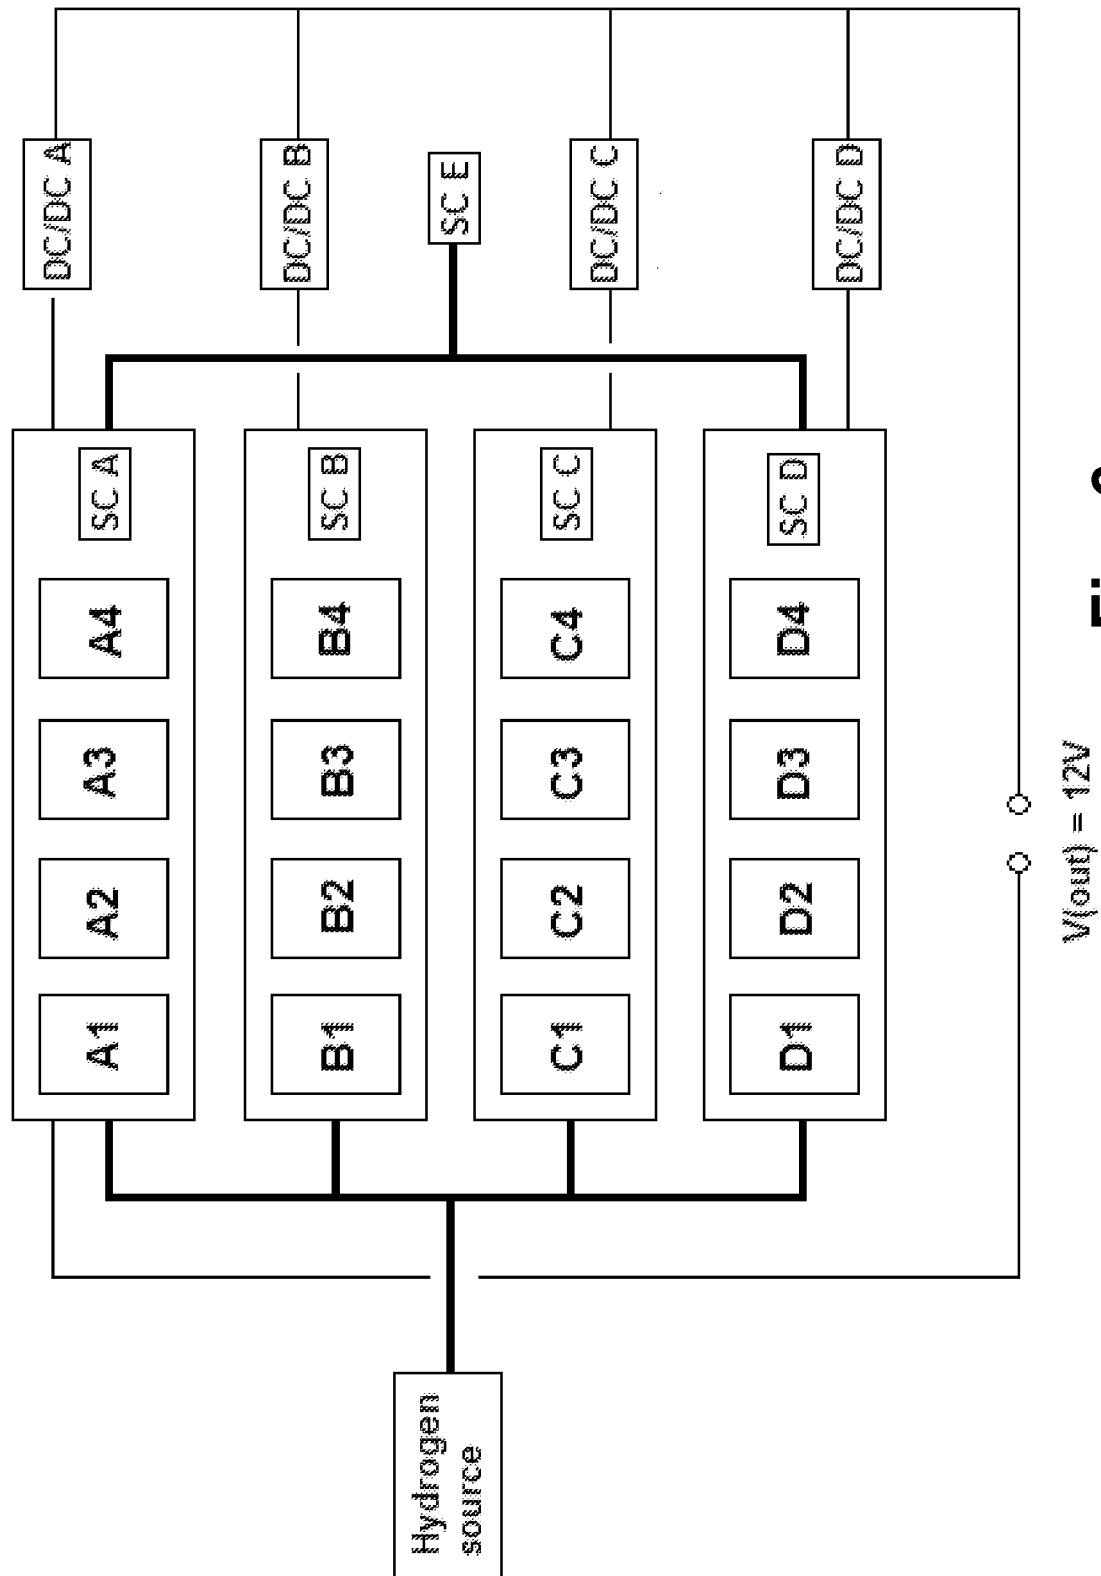 Hydrogen
source
A1
A2
A3
A4
SC A
DC/DC A
B1
B2
B3
B4
SC B
DC/DC B
SC E
C1
C2
C3
C4
SC C
DC/DC C
D1
D2
D3
D4
SC D
DC/DC D
V(out) = 12V